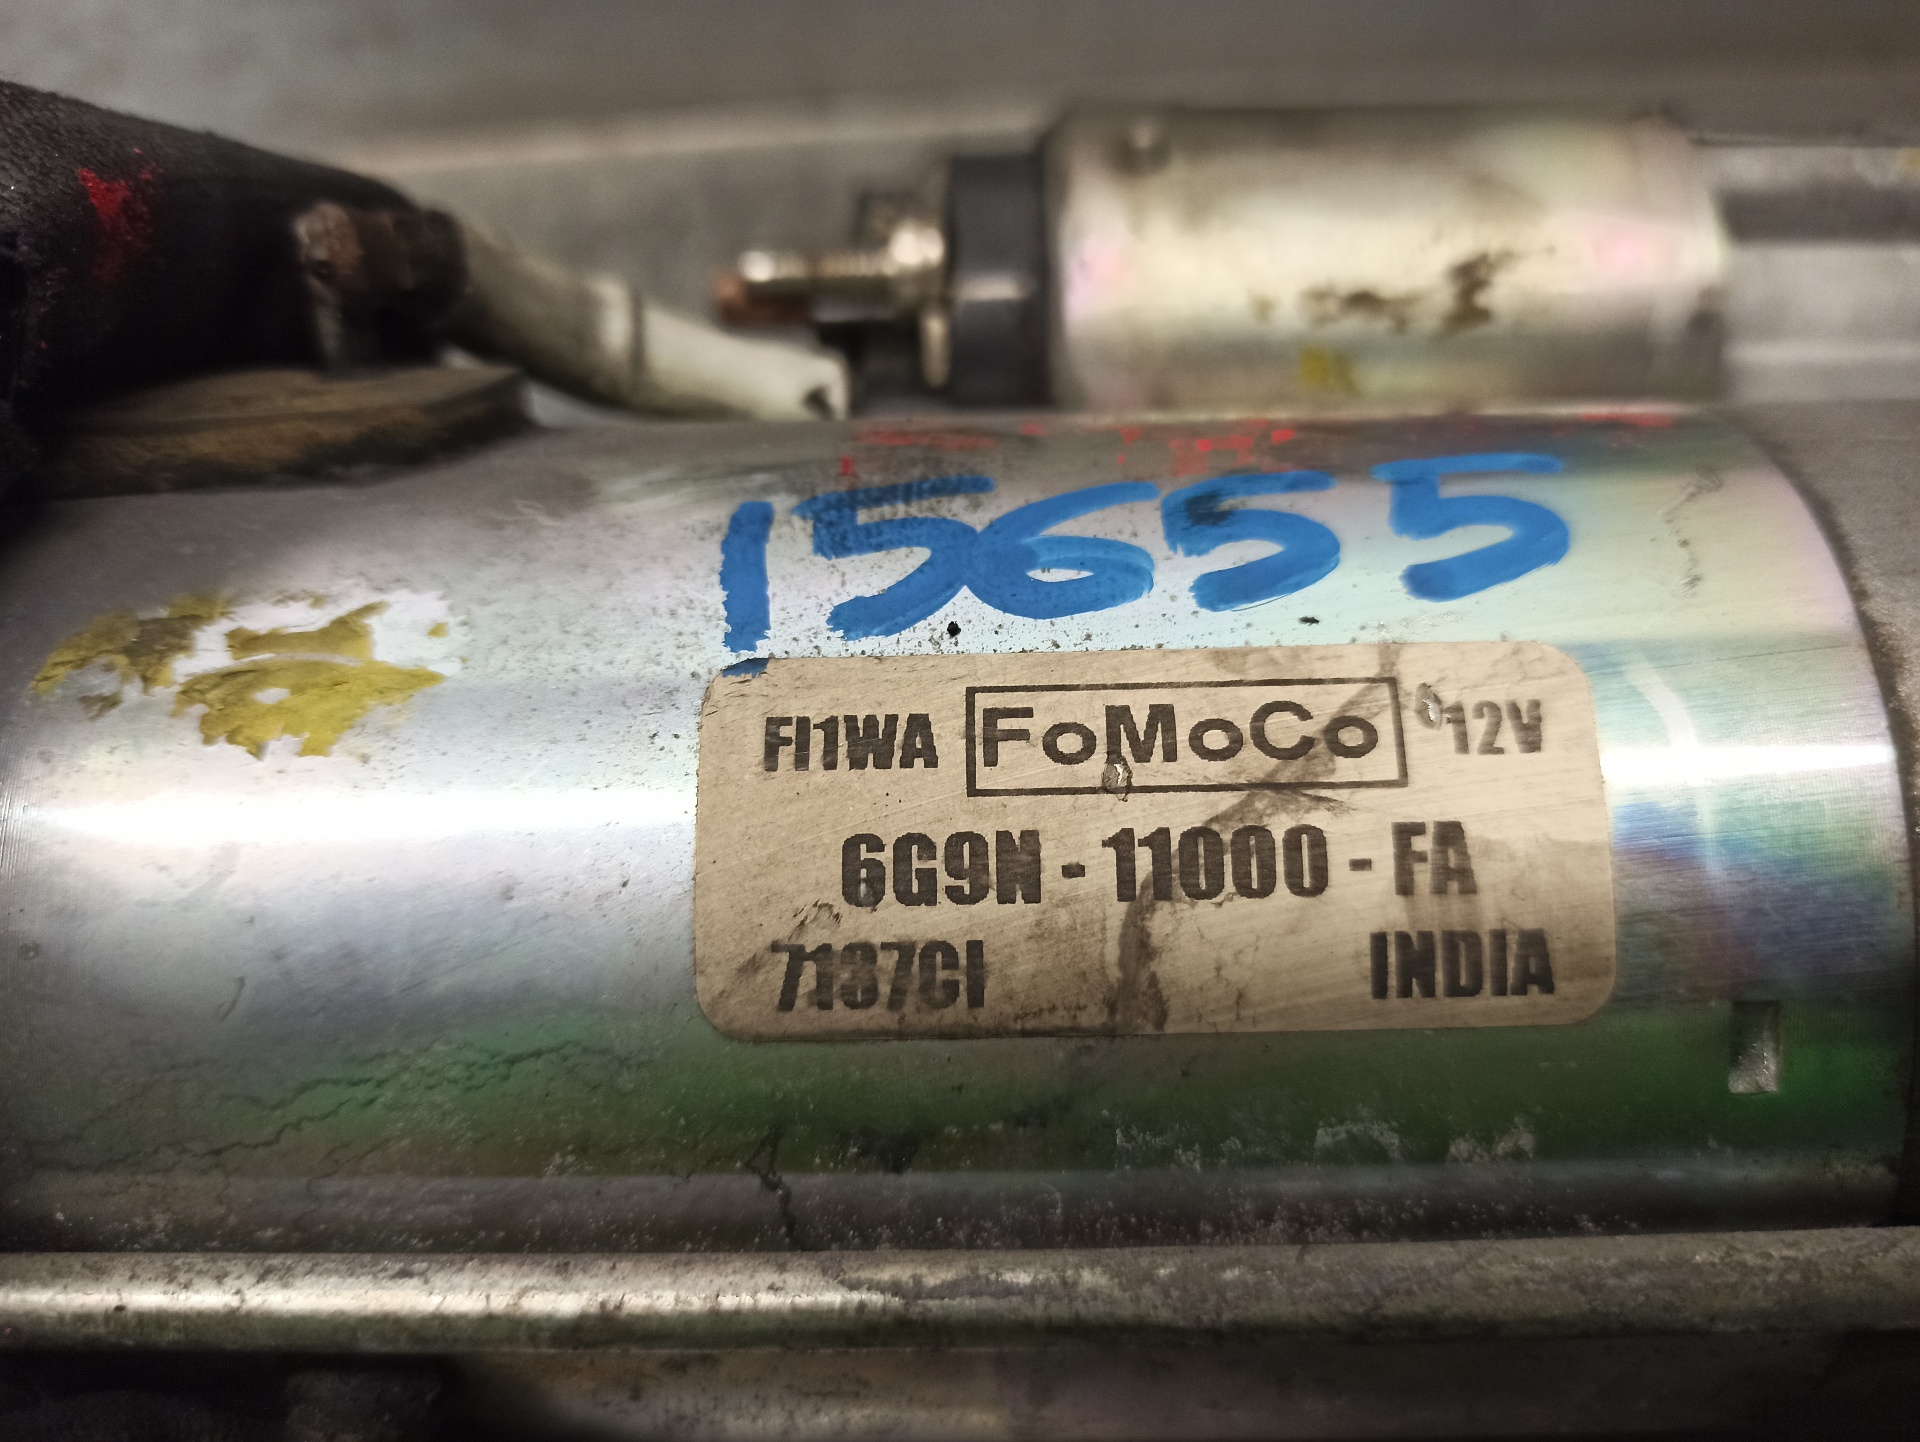 15655
FI1WA FoMoCo 12V
6G9N - 11000 - FA
7137CI INDIA